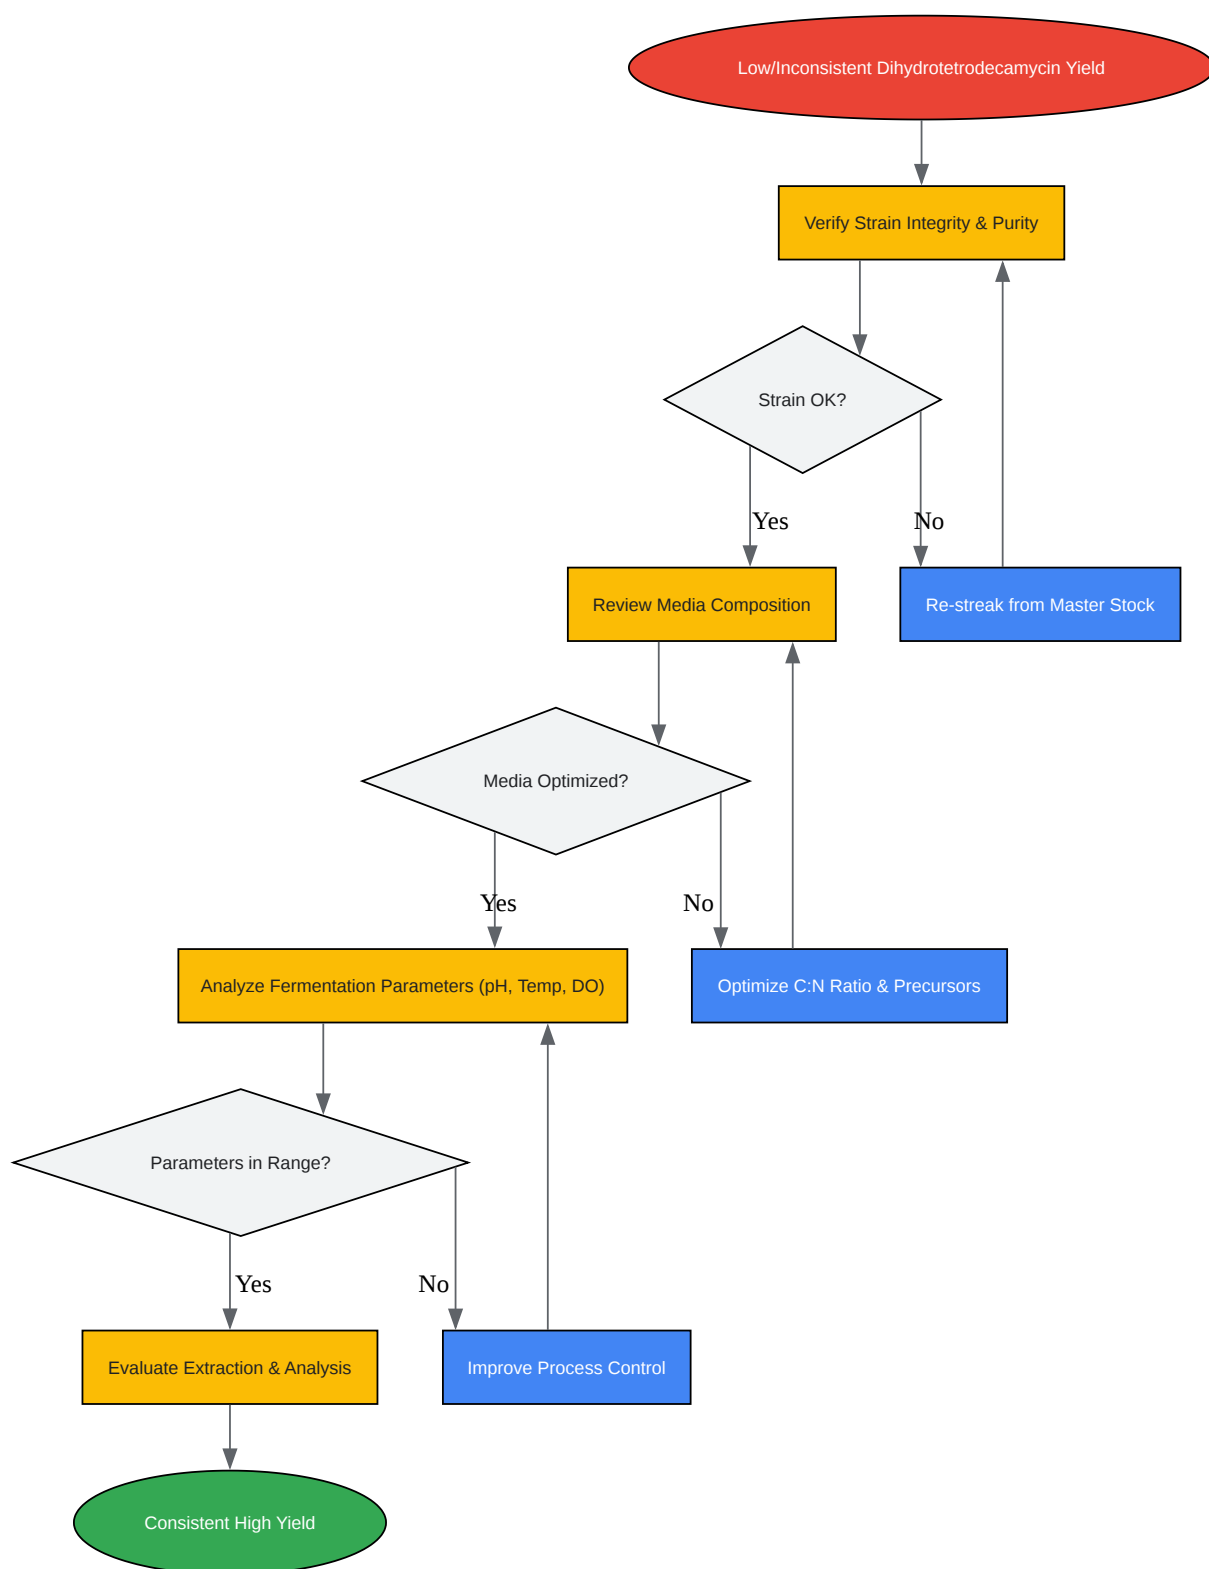 Low/Inconsistent Dihydrotetrodecamycin Yield
Verify Strain Integrity & Purity
Strain OK?
Yes
No
Review Media Composition
Re-streak from Master Stock
Media Optimized?
Yes
No
Analyze Fermentation Parameters (pH, Temp, DO)
Optimize C:N Ratio & Precursors
Parameters in Range?
Yes
No
Evaluate Extraction & Analysis
Improve Process Control
Consistent High Yield